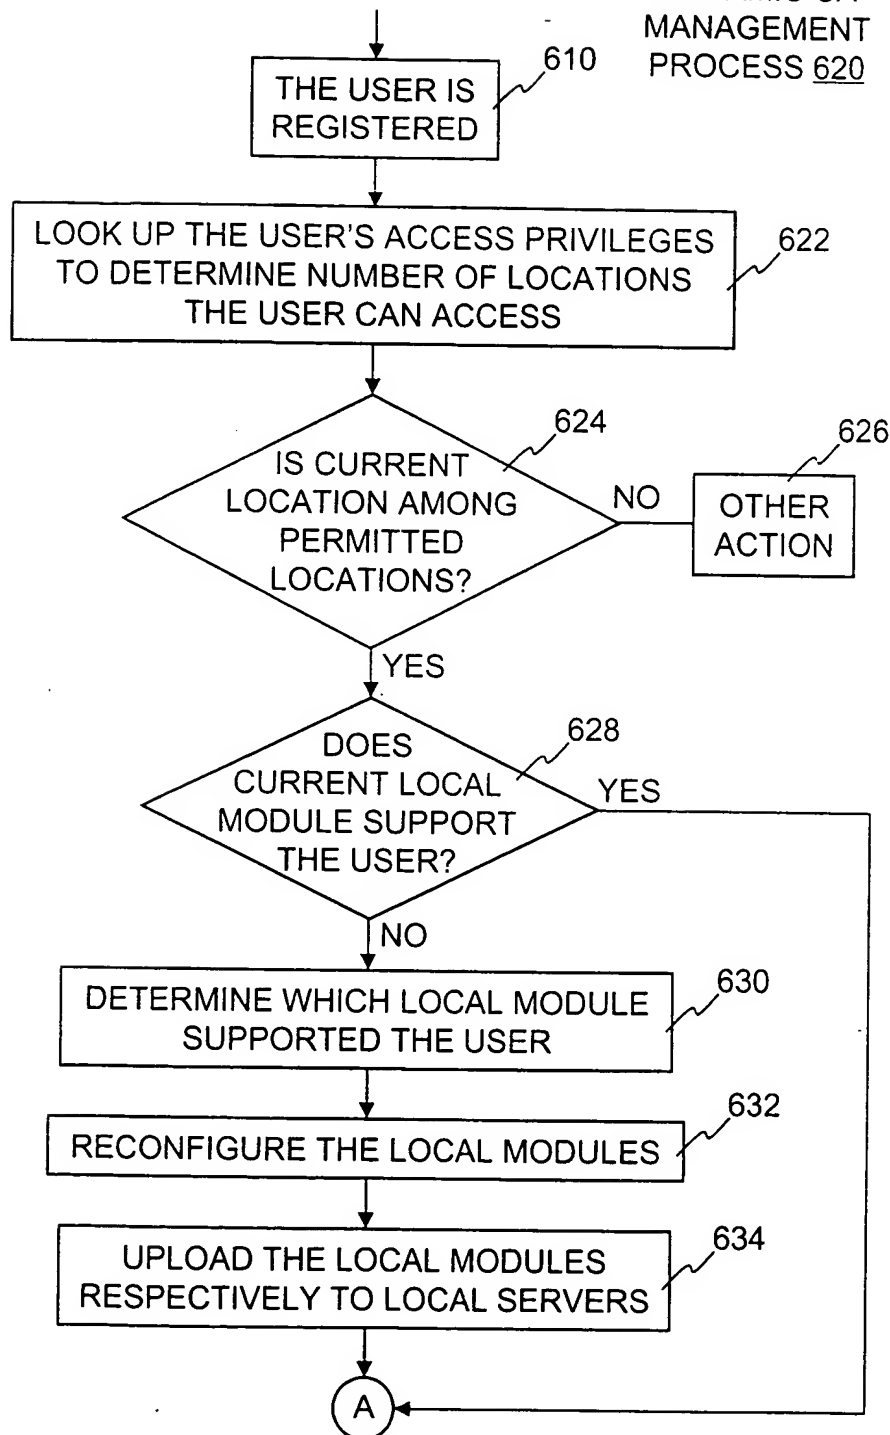 MANAGEMENT
PROCESS 620
610
THE USER IS
REGISTERED
LOOK UP THE USER'S ACCESS PRIVILEGES
TO DETERMINE NUMBER OF LOCATIONS
THE USER CAN ACCESS
622
624
IS CURRENT
LOCATION AMONG
PERMITTED
LOCATIONS?
NO
626
OTHER
ACTION
YES
628
DOES
CURRENT LOCAL
MODULE SUPPORT
THE USER?
YES
NO
DETERMINE WHICH LOCAL MODULE
SUPPORTED THE USER
630
RECONFIGURE THE LOCAL MODULES
632
UPLOAD THE LOCAL MODULES
RESPECTIVELY TO LOCAL SERVERS
634
A